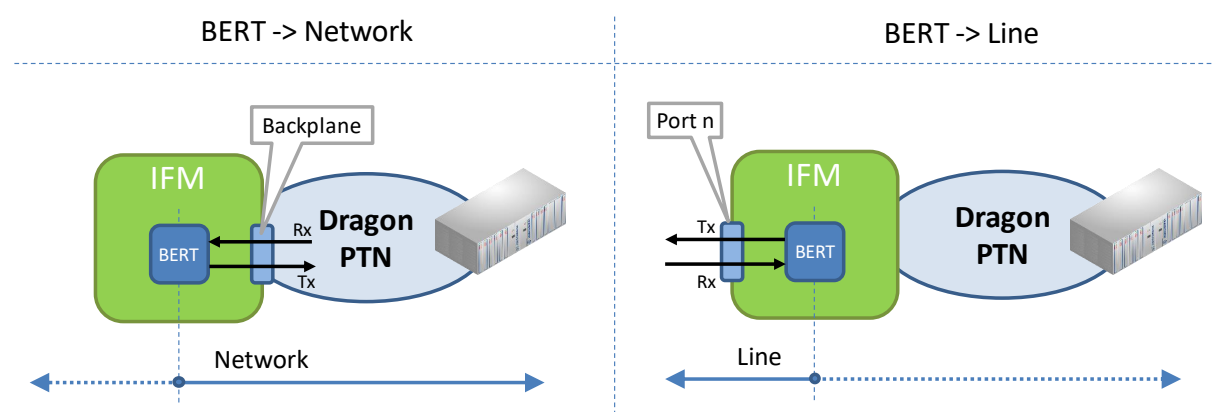 BERT -> Network
Backplane
IFM
BERT
Rx
Tx
Dragon
PTN
Network
BERT -> Line
Port n
IFM
Tx
BERT
Rx
Dragon
PTN
Line